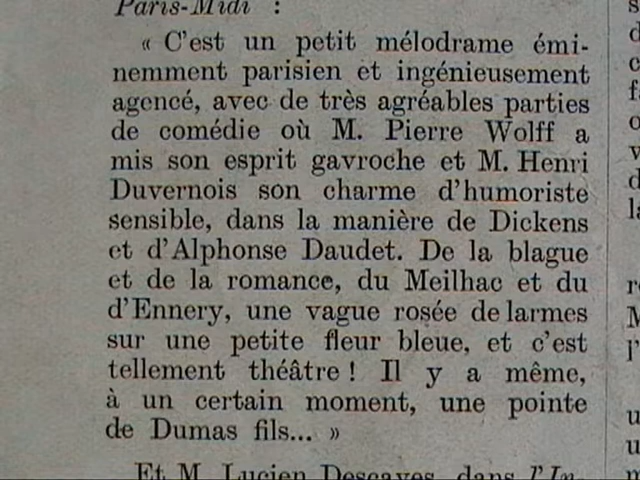 Paris-Midi :
« C'est un petit mélodrame émi-
nemment parisien et ingénieusement
agencé, avec de très agréables parties
de comédie où M. Pierre Wolff a
mis son esprit gavroche et M. Henri
Duvernois son charme d'humoriste
sensible, dans la manière de Dickens
et d'Alphonse Daudet. De la blague
et de la romance, du Meilhac et du
d'Ennery, une vague rosée de larmes
sur une petite fleur bleue, et c'est
tellement théâtre ! Il y a même,
à un certain moment, une pointe
de Dumas fils... »
Et M. Lucien Descaves, dans l'In-